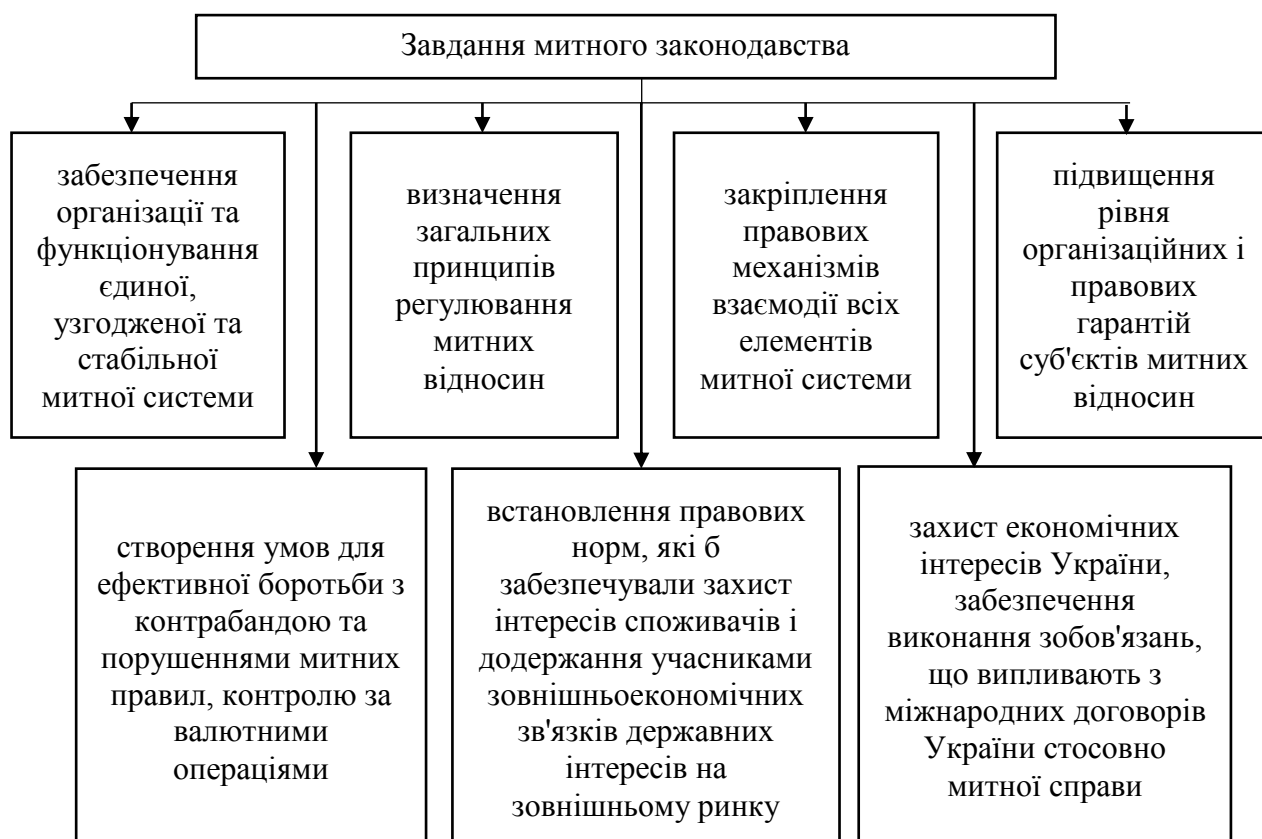 Завдання митного законодавства
забезпечення
організації та
функціонування
єдиної,
узгодженої та
стабільної
митної системи
визначення
загальних
принципів
регулювання
митних
відносин
закріплення
правових
механізмів
взаємодії всіх
елементів
митної системи
підвищення
рівня
організаційних і
правових
гарантій
суб'єктів митних
відносин
створення умов для
ефективної боротьби з
контрабандою та
порушеннями митних
правил, контролю за
валютними
операціями
встановлення правових
норм, які б
забезпечували захист
інтересів споживачів і
додержання учасниками
зовнішньоекономічних
зв'язків державних
інтересів на
зовнішньому ринку
захист економічних
інтересів України,
забезпечення
виконання зобов'язань,
що випливають з
міжнародних договорів
України стосовно
митної справи